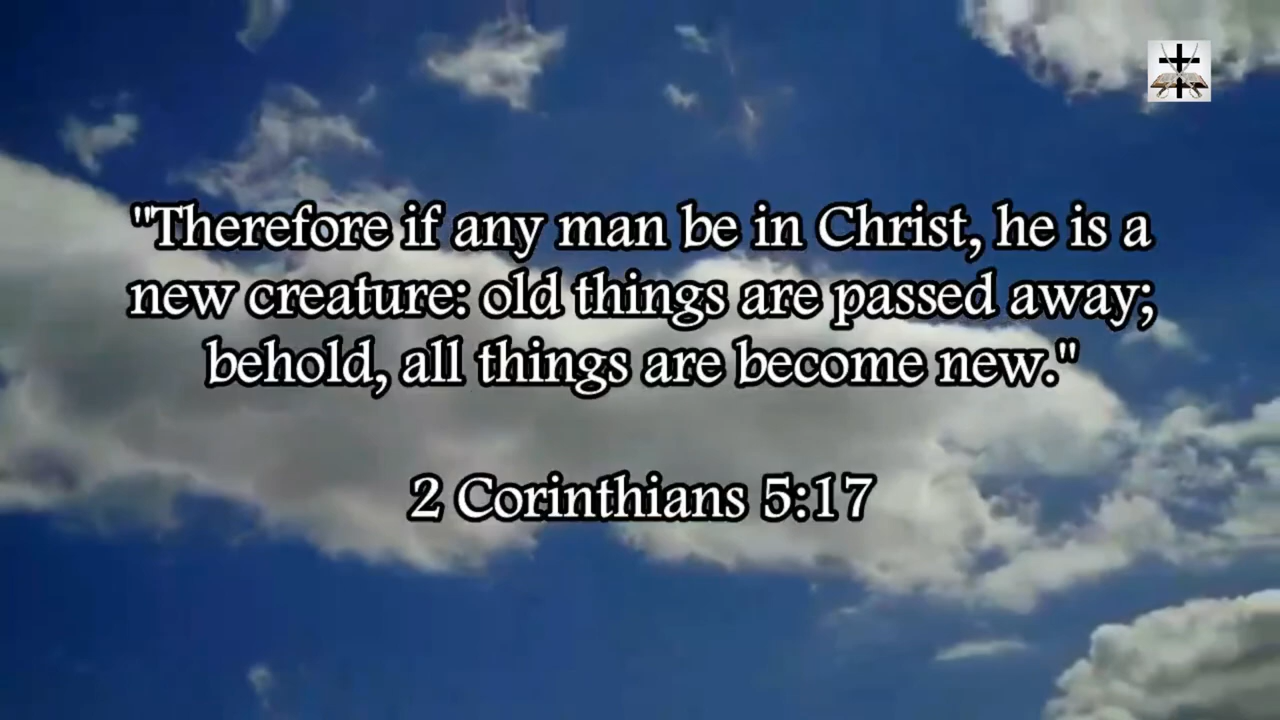 "Therefore if any man be in Christ, he is a
new creature: old things are passed away;
behold, all things are become new."
2 Corinthians 5:17